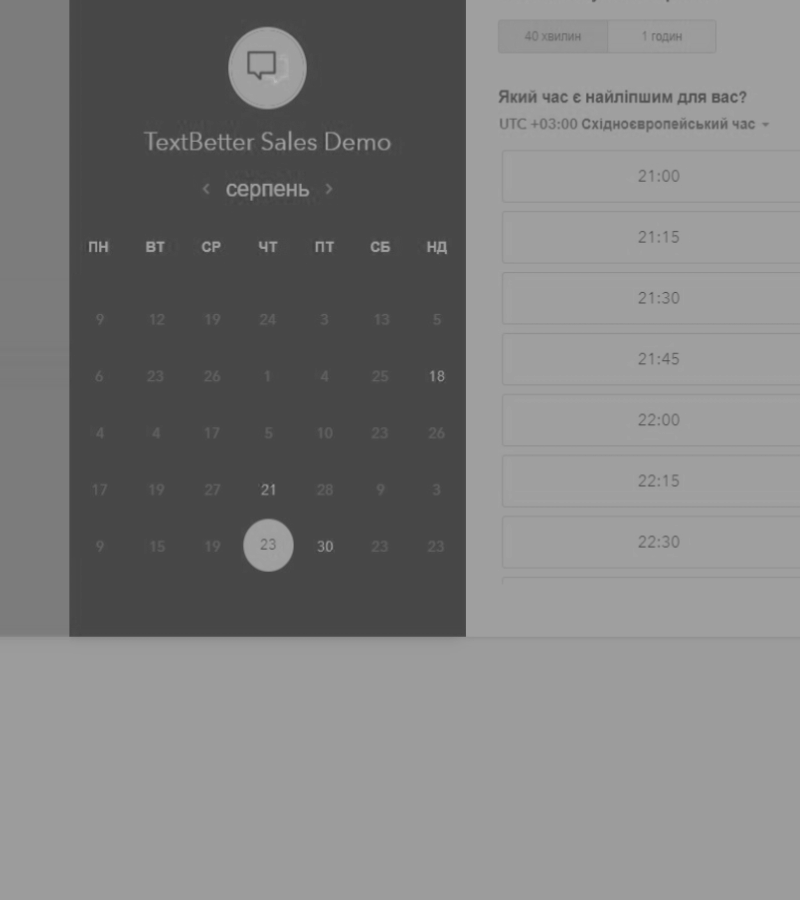 TextBetter Sales Demo
серпень
ПН ВТ СР ЧТ ПТ СБ НД
9 12 19 24 3 13 5
6 23 26 1 4 25 18
4 4 17 5 10 23 26
17 19 27 21 28 9 3
9 15 19 23 30 23 23
40 хвилин 1 годин
Який час є найліпшим для вас?
UTC +03:00 Східноєвропейський час
21:00
21:15
21:30
21:45
22:00
22:15
22:30